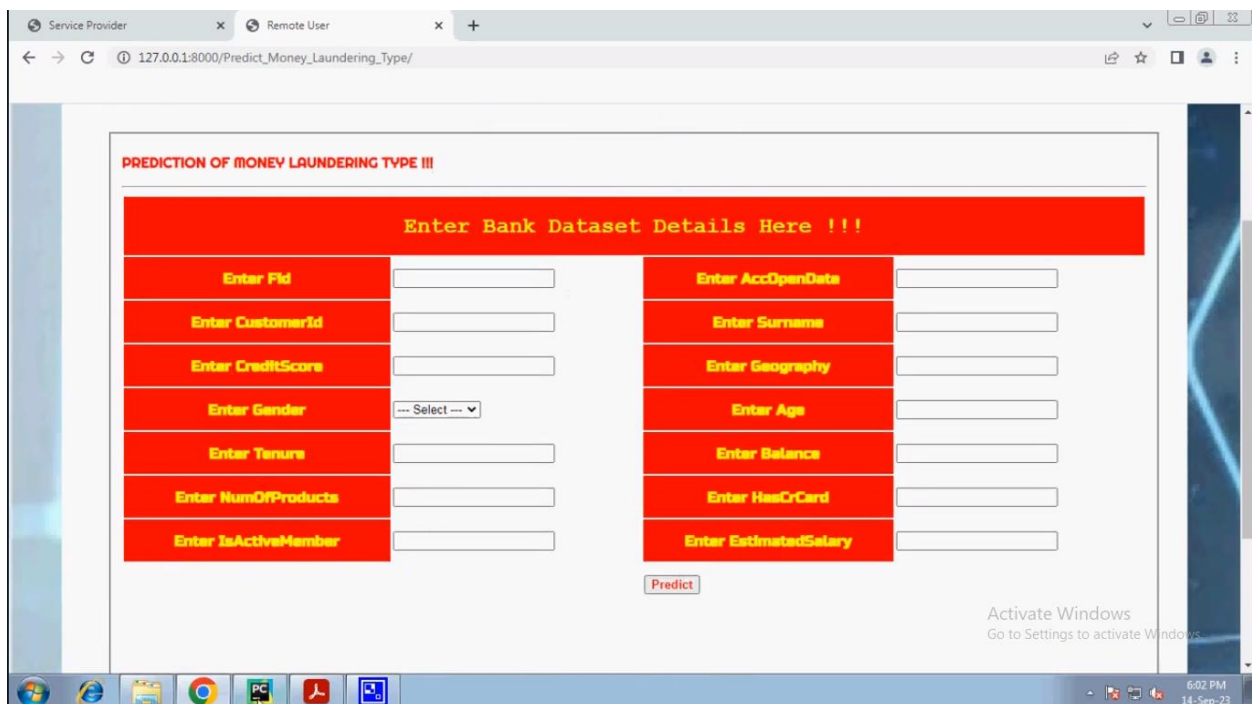 Service Provider
Remote User
127.0.0.1:8000/Predict_Money_Laundering_Type/
PREDICTION OF MONEY LAUNDERING TYPE !!!
Enter Bank Dataset Details Here !!!
Enter Fid
Enter AccOpenDate
Enter CustomerId
Enter Surname
Enter CreditScore
Enter Geography
Enter Gender
--- Select ---
Enter Age
Enter Tenure
Enter Balance
Enter NumOfProducts
Enter HasCrCard
Enter IsActiveMember
Enter EstimatedSalary
Predict
Activate Windows
Go to Settings to activate Windows.
PC
6:02 PM
14-Sep-23